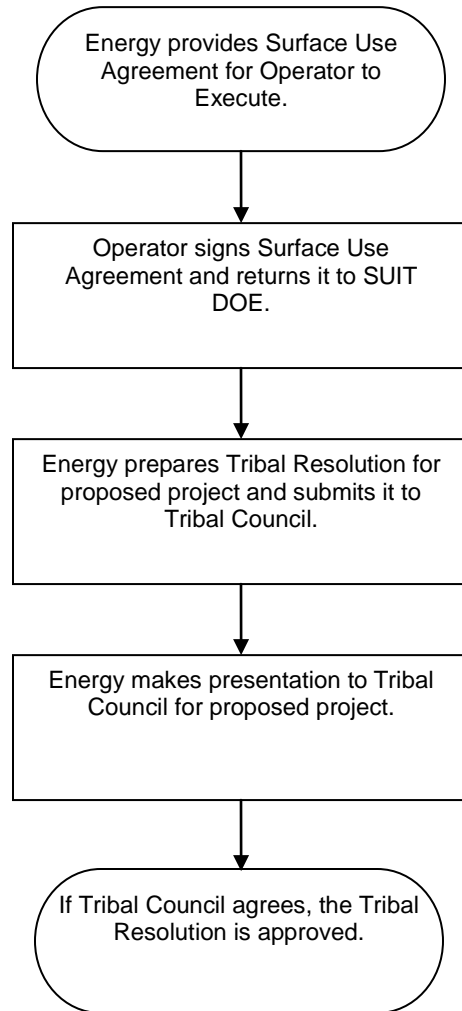 Energy provides Surface Use
Agreement for Operator to
Execute.
Operator signs Surface Use
Agreement and returns it to SUIT
DOE.
Energy prepares Tribal Resolution for
proposed project and submits it to
Tribal Council.
Energy makes presentation to Tribal
Council for proposed project.
If Tribal Council agrees, the Tribal
Resolution is approved.